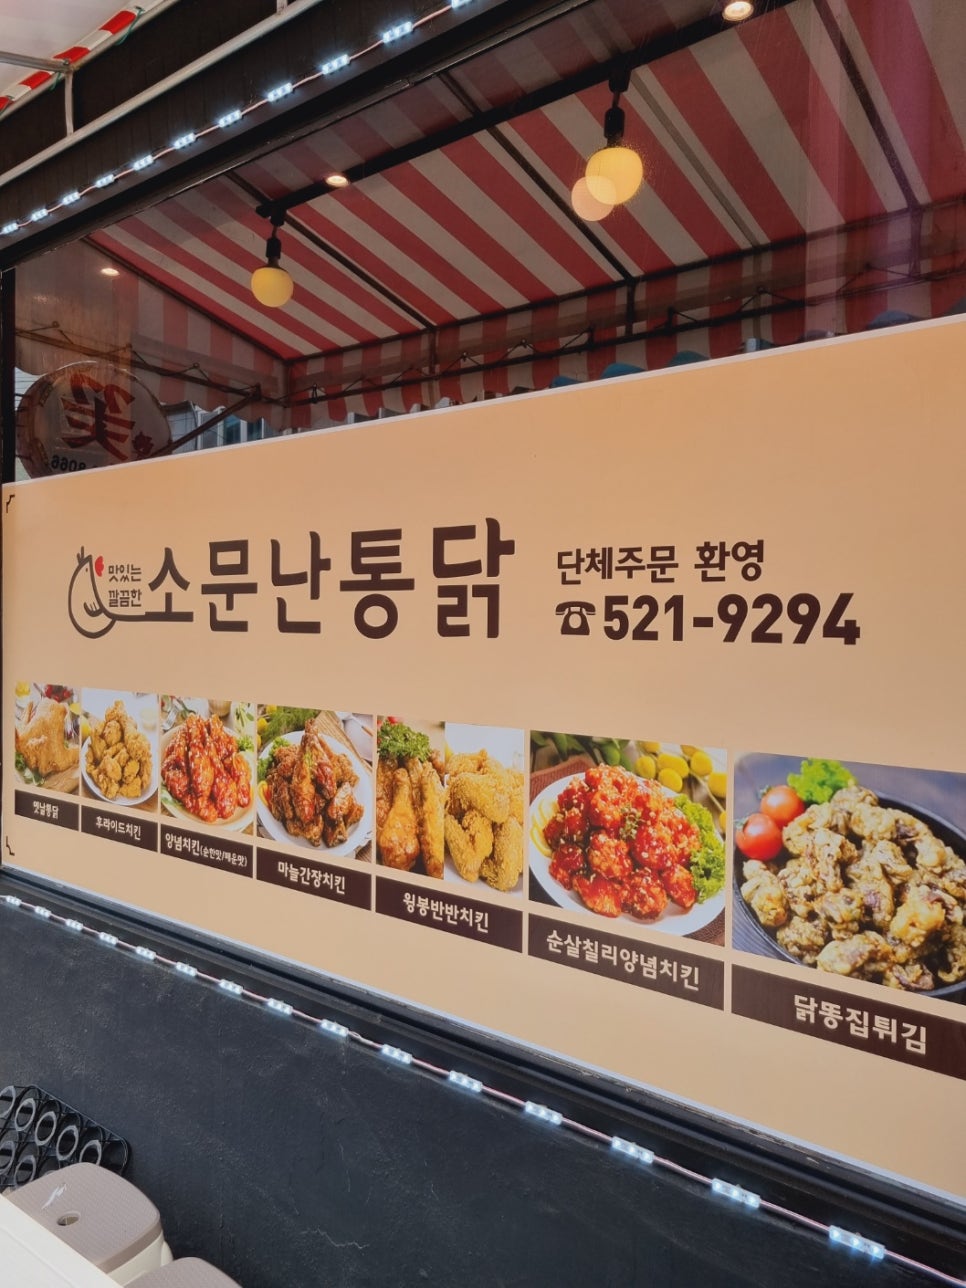 맛있는
깔끔한
소문난통닭
단체주문 환영
☎521-9294
옛날통닭
후라이드치킨
양념치킨(순한맛/매운맛)
마늘간장치킨
윙봉반반치킨
순살칠리양념치킨
닭똥집튀김